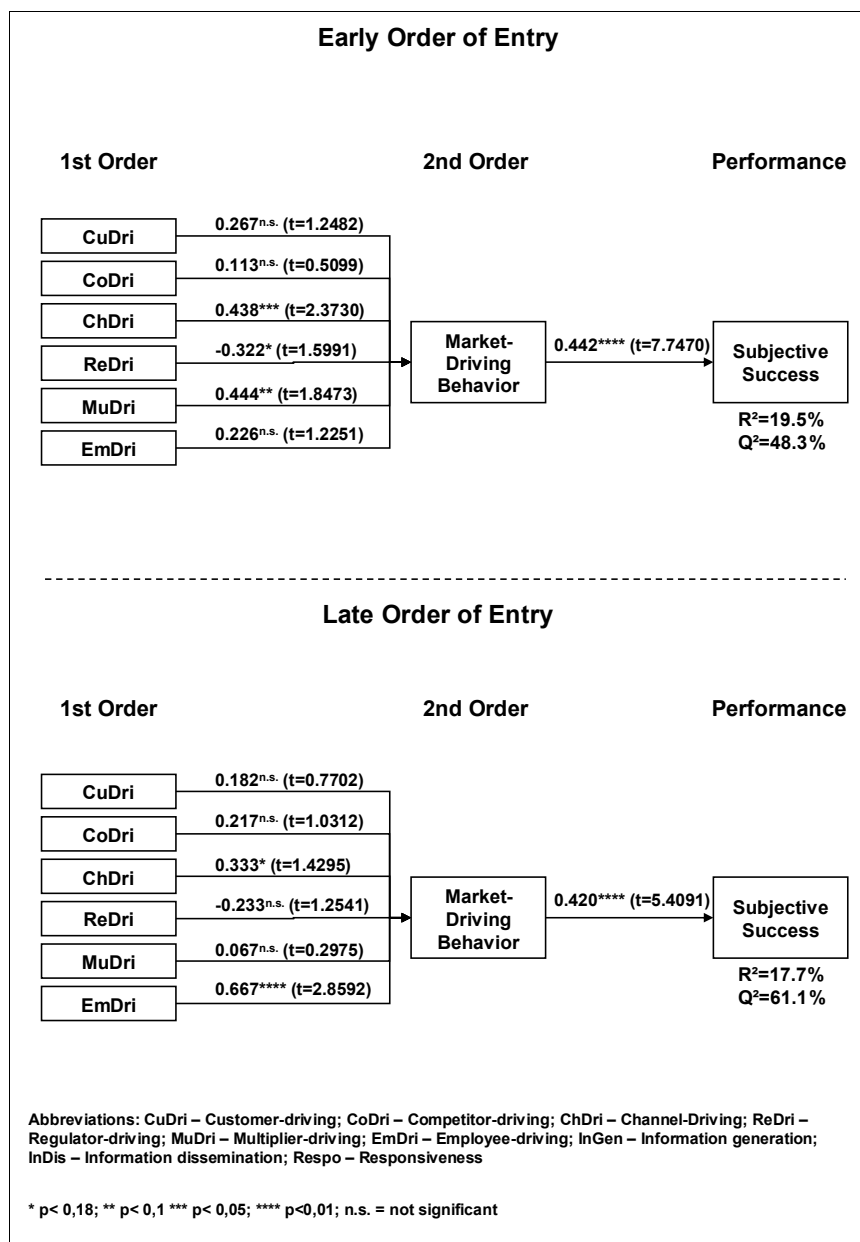 Early Order of Entry
1st Order 2nd Order Performance
CuDri 0.267n.s. (t=1.2482)
CoDri 0.113n.s. (t=0.5099)
ChDri 0.438*** (t=2.3730)
ReDri -0.322* (t=1.5991)
MuDri 0.444** (t=1.8473)
EmDri 0.226n.s. (t=1.2251)
Market-
Driving
Behavior
0.442**** (t=7.7470)
Subjective
Success
R²=19.5%
Q²=48.3%
Late Order of Entry
1st Order 2nd Order Performance
CuDri 0.182n.s. (t=0.7702)
CoDri 0.217n.s. (t=1.0312)
ChDri 0.333* (t=1.4295)
ReDri -0.233n.s. (t=1.2541)
MuDri 0.067n.s. (t=0.2975)
EmDri 0.667**** (t=2.8592)
Market-
Driving
Behavior
0.420**** (t=5.4091)
Subjective
Success
R²=17.7%
Q²=61.1%
Abbreviations: CuDri – Customer-driving; CoDri – Competitor-driving; ChDri – Channel-Driving; ReDri –
Regulator-driving; MuDri – Multiplier-driving; EmDri – Employee-driving; InGen – Information generation;
InDis – Information dissemination; Respo – Responsiveness
* p< 0,18; ** p< 0,1 *** p< 0,05; **** p<0,01; n.s. = not significant